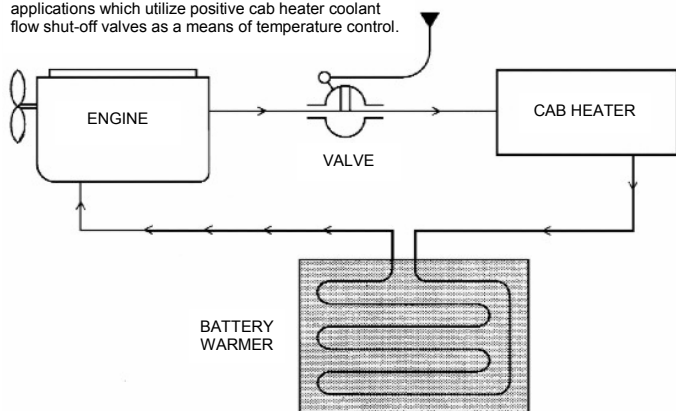 applications which utilize positive cab heater coolant
flow shut-off valves as a means of temperature control.
ENGINE
VALVE
CAB HEATER
BATTERY
WARMER